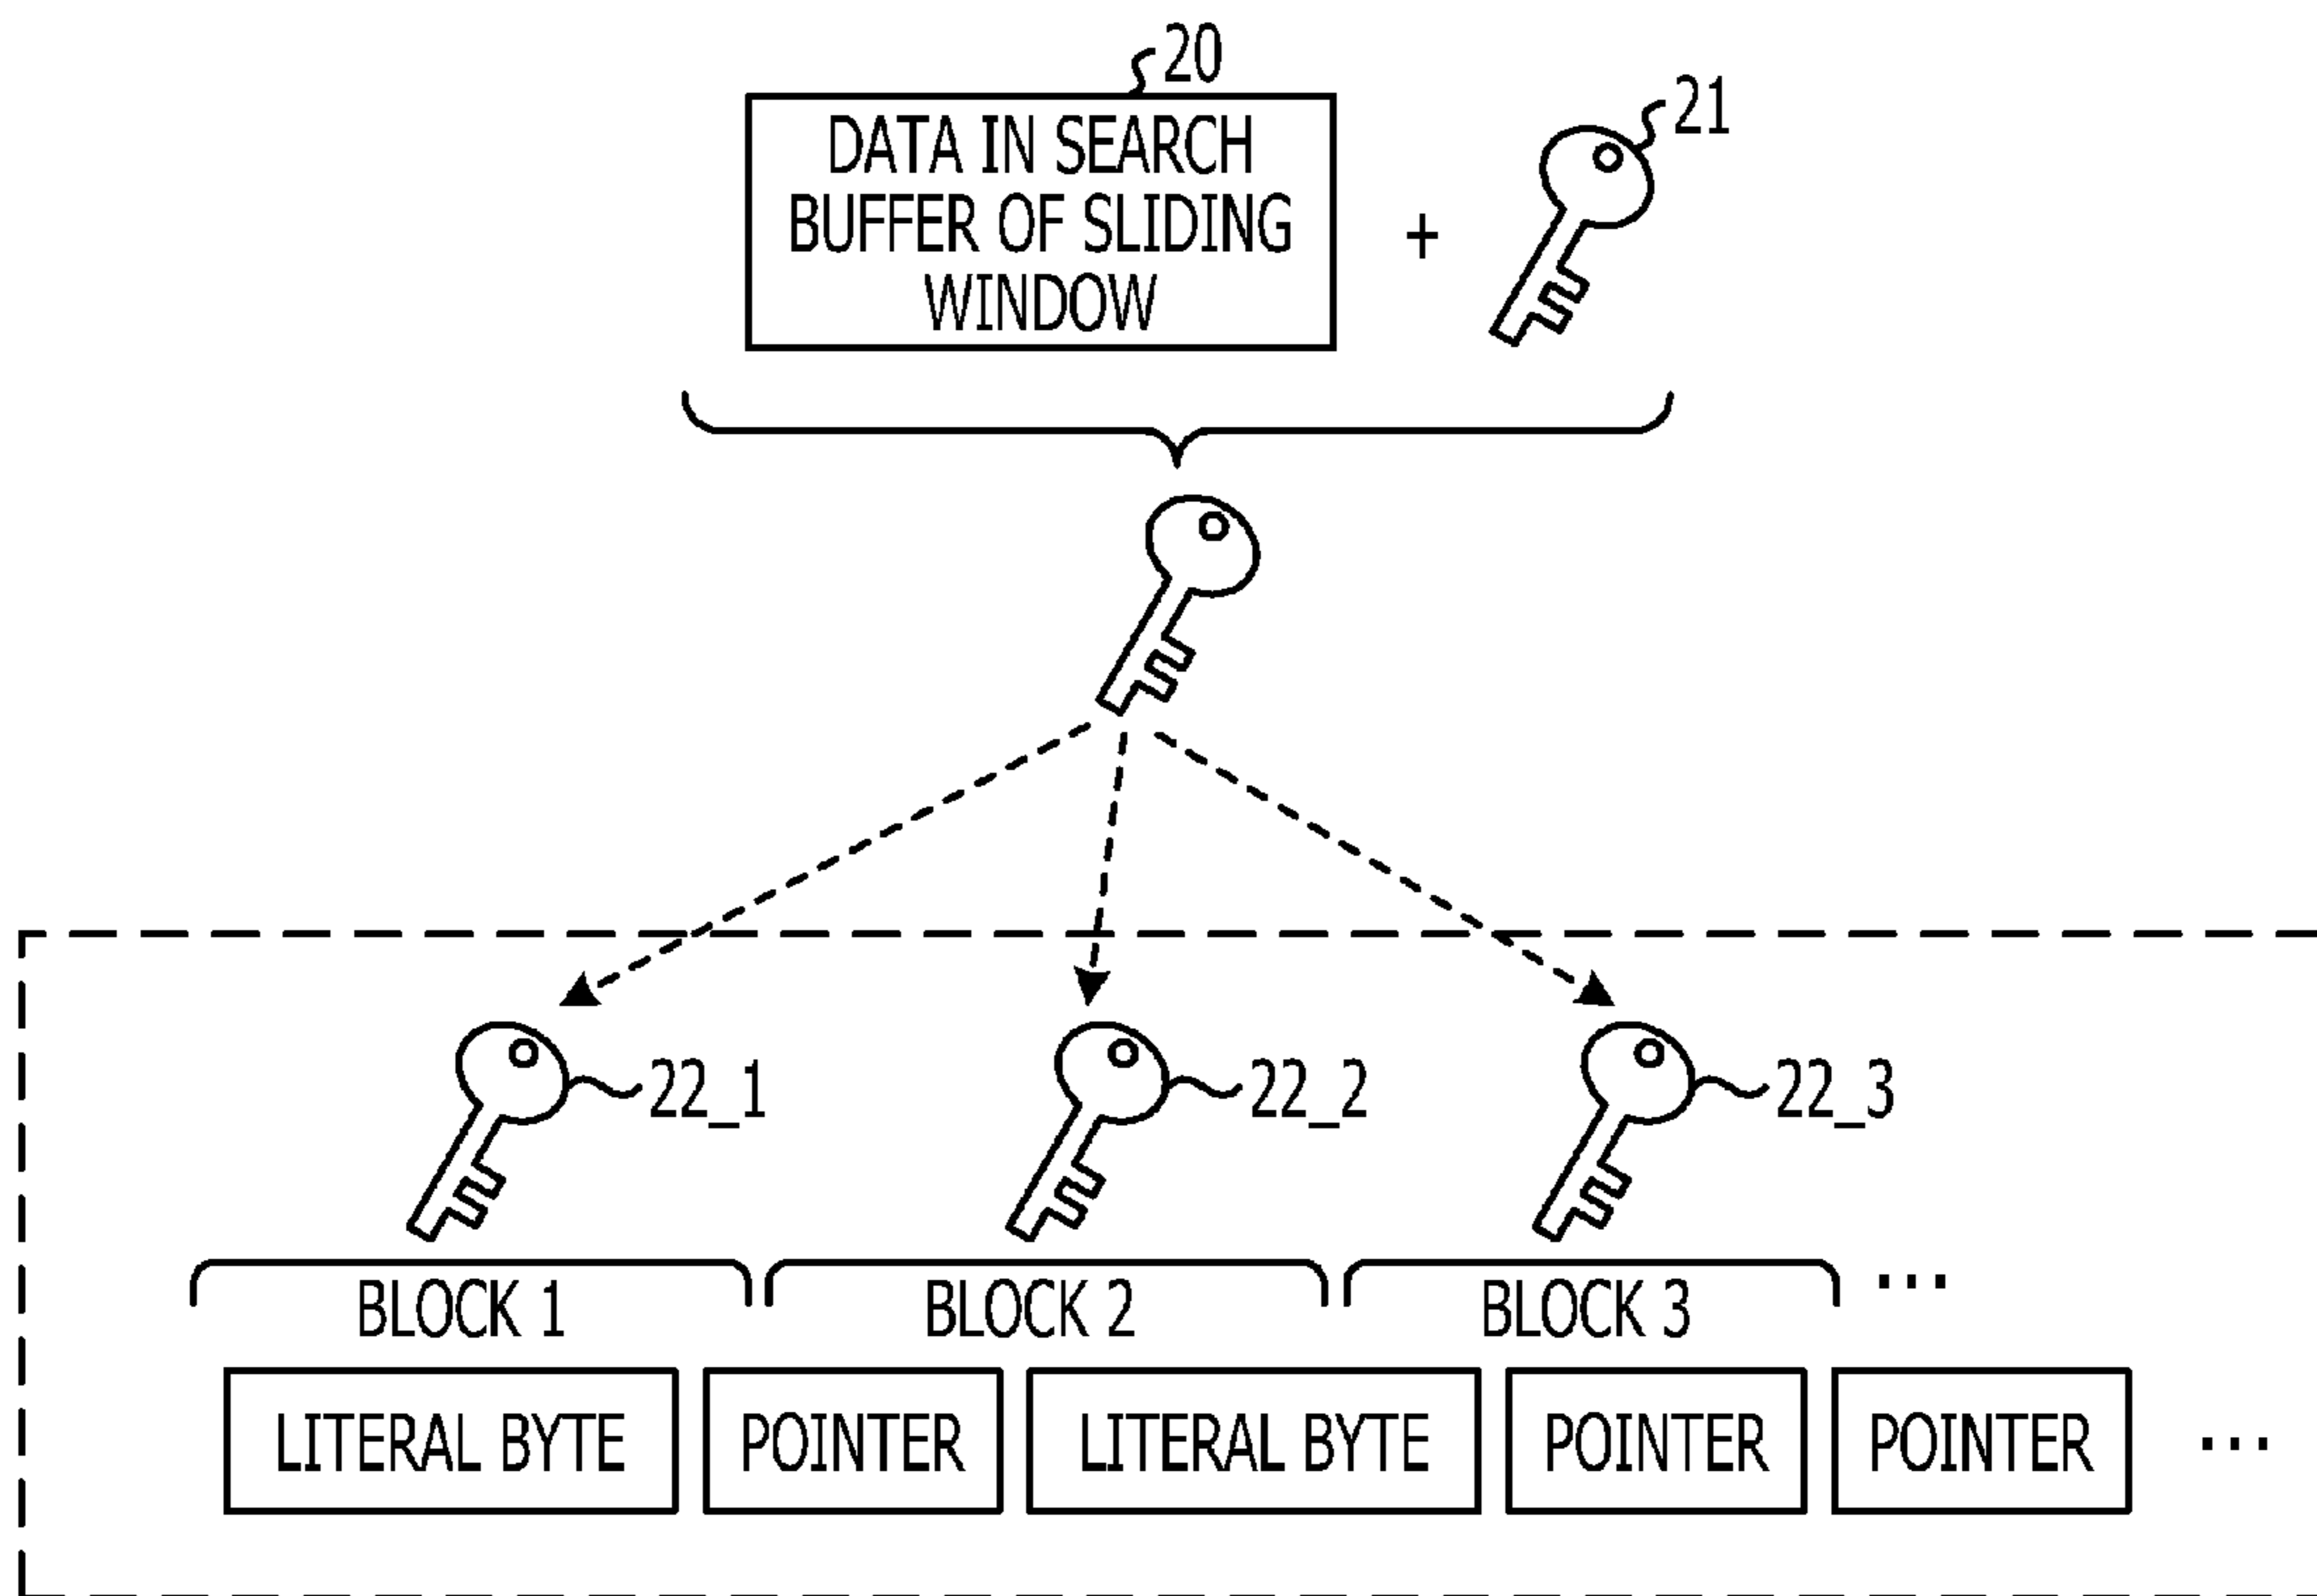 20
21
DATA IN SEARCH
BUFFER OF SLIDING
WINDOW
+
22_1
22_2
22_3
BLOCK 1
BLOCK 2
BLOCK 3
...
LITERAL BYTE
POINTER
LITERAL BYTE
POINTER
POINTER
...